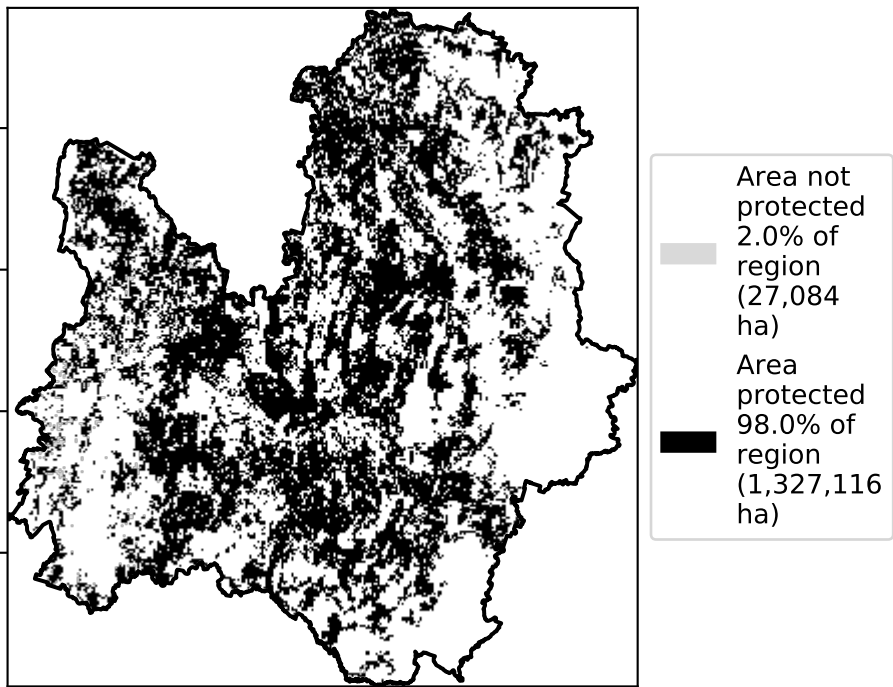 Area not
protected
2.0% of
region
(27,084
ha)
Area
protected
98.0% of
region
(1,327,116
ha)